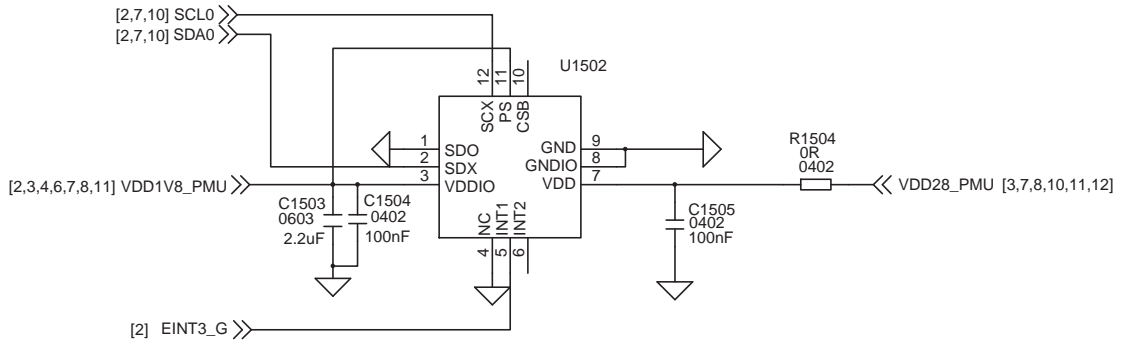 [2,7,10] SCL0
[2,7,10] SDA0
U1502
12
11
10
SCX
PS
CSB
1
SDO
2
SDX
3
VDDIO
GND
9
GNDIO
8
VDD
7
NC
INT1
INT2
4
5
6
R1504
0R
0402
[2,3,4,6,7,8,11] VDD1V8_PMU
VDD28_PMU [3,7,8,10,11,12]
C1503
0603
2.2uF
C1504
0402
100nF
C1505
0402
100nF
[2] EINT3_G